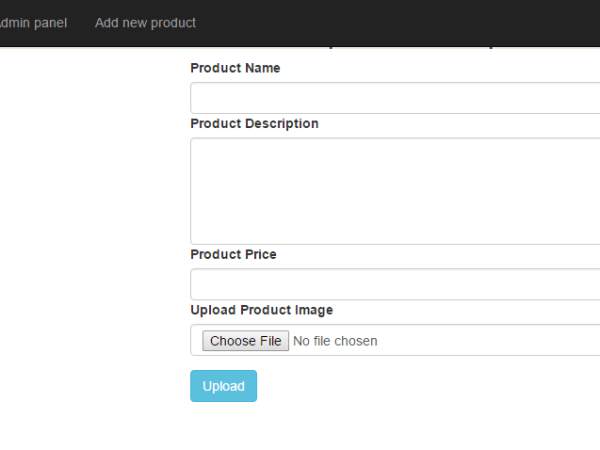 dmin panel Add new product
Product Name
Product Description
Product Price
Upload Product Image
Choose File No file chosen
Upload